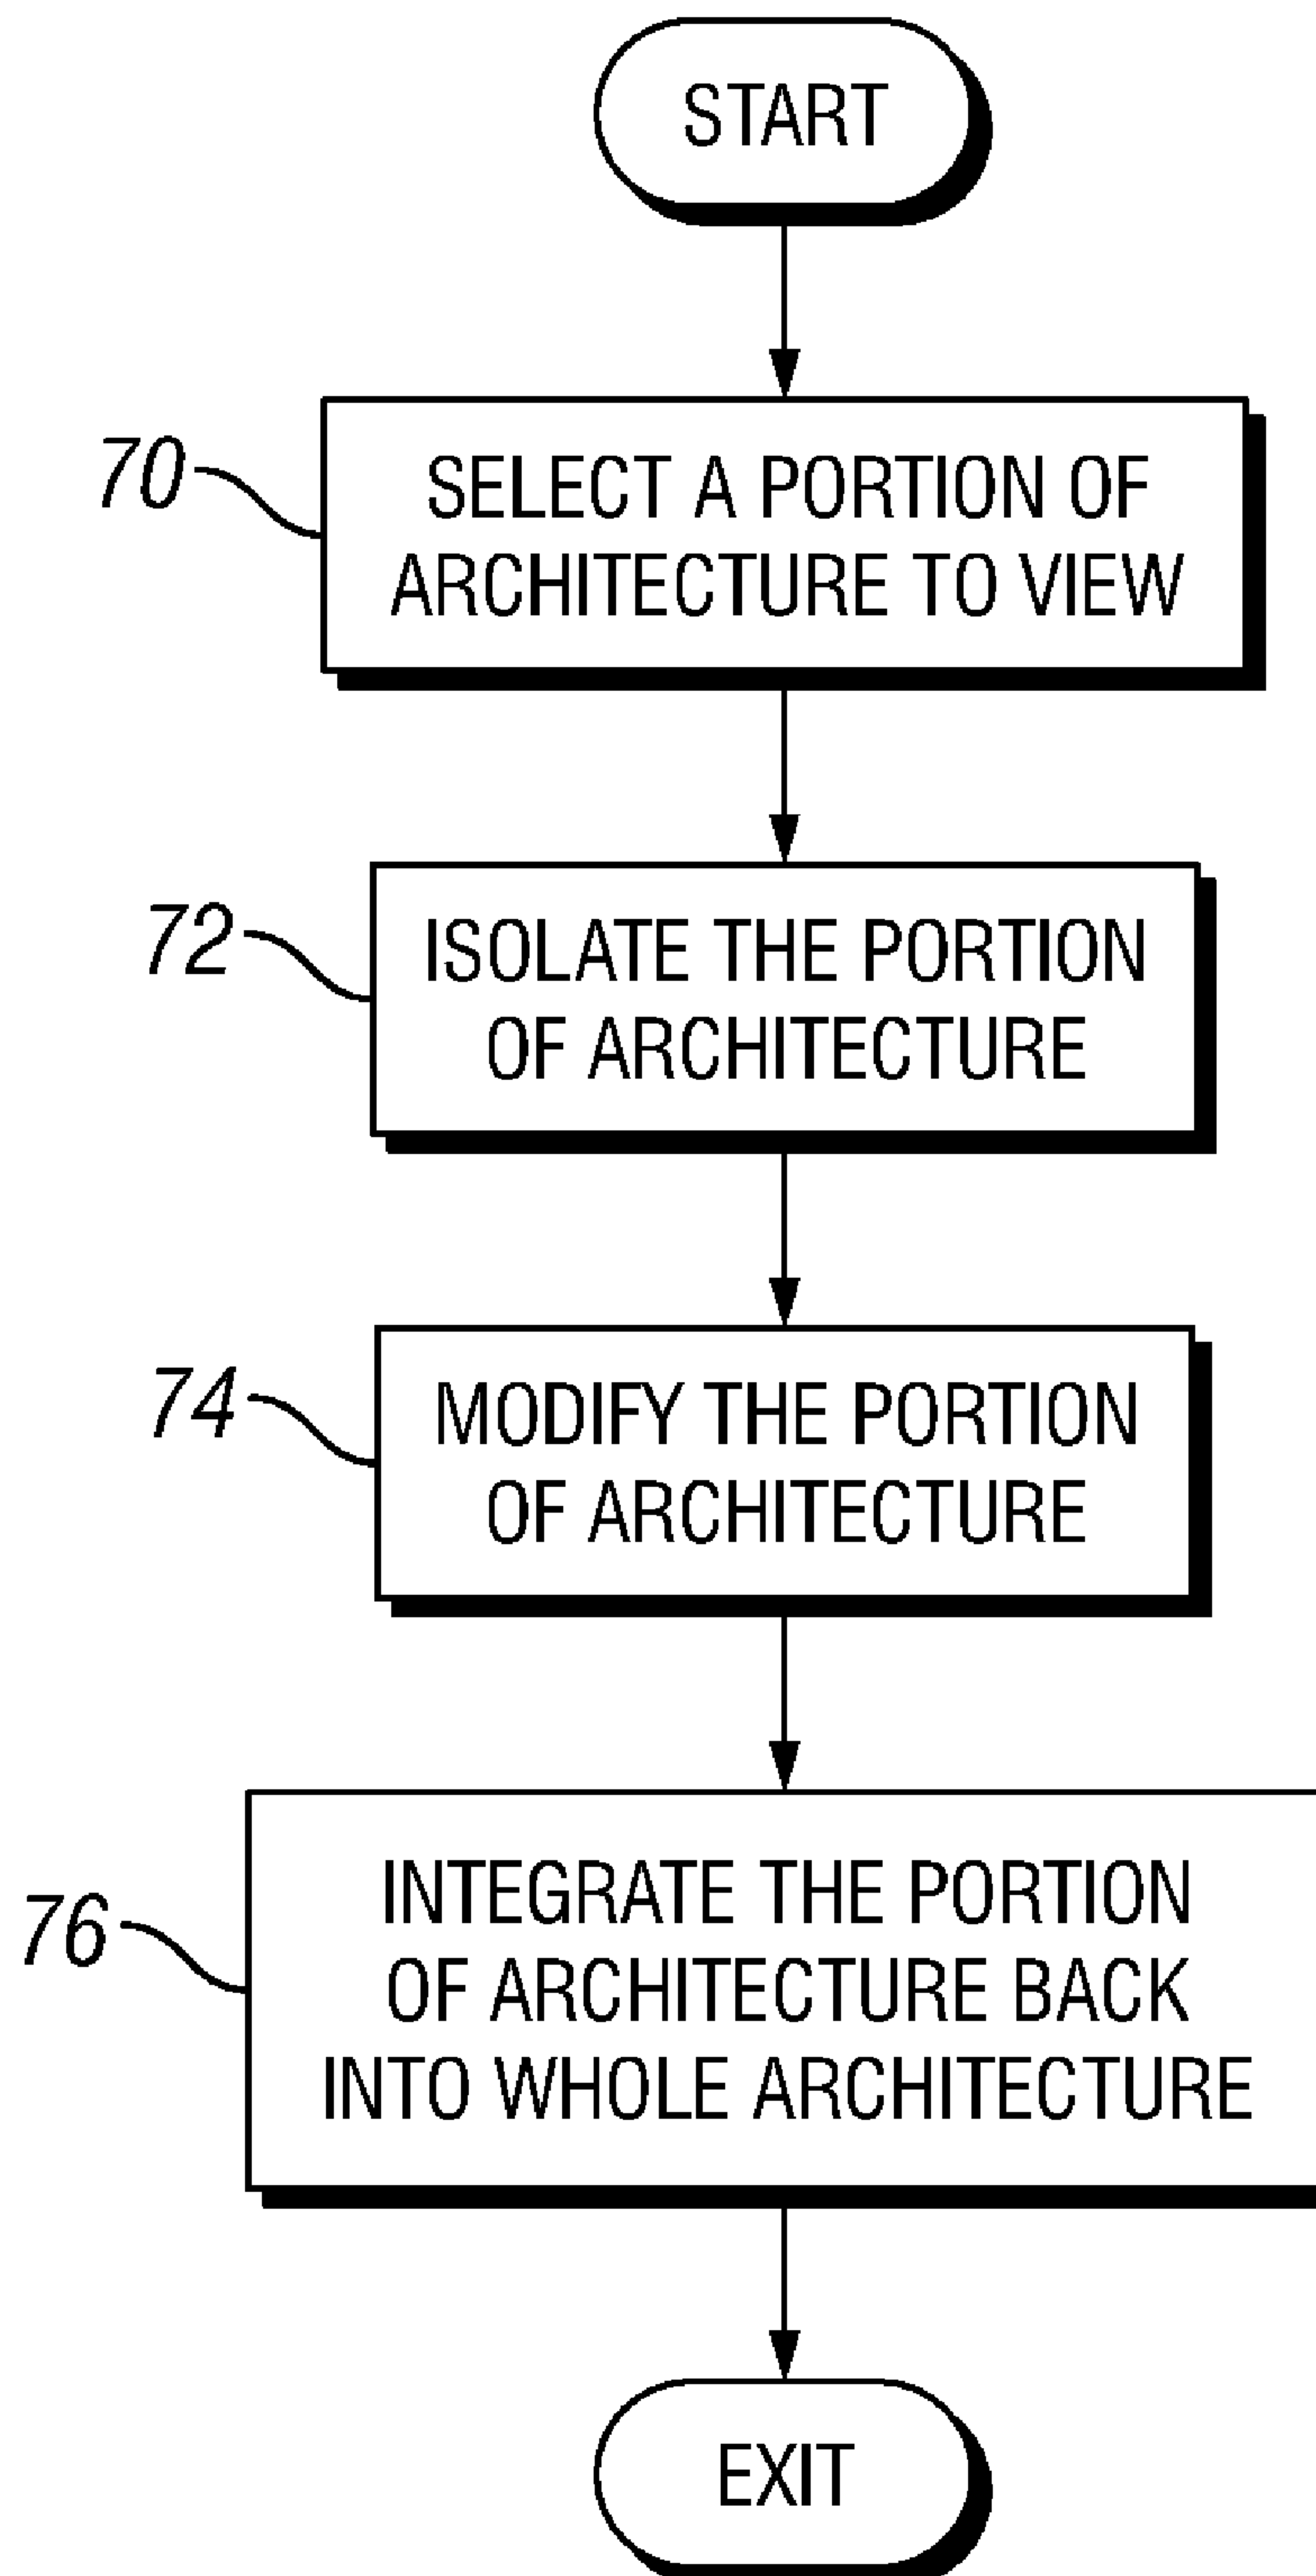 START
70
SELECT A PORTION OF
ARCHITECTURE TO VIEW
72
ISOLATE THE PORTION
OF ARCHITECTURE
74
MODIFY THE PORTION
OF ARCHITECTURE
76
INTEGRATE THE PORTION
OF ARCHITECTURE BACK
INTO WHOLE ARCHITECTURE
EXIT